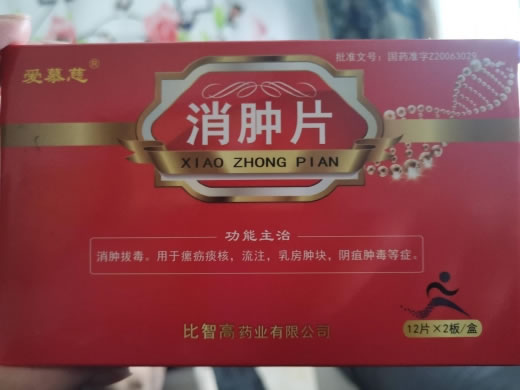 批准文号：国药准字Z20063029
爱慕慈®
消肿片
XIAO ZHONG PIAN
功能主治
消肿拔毒。用于瘰疬痰核，流注，乳房肿块，阴疽肿毒等症。
12片×2板/盒
比智高药业有限公司